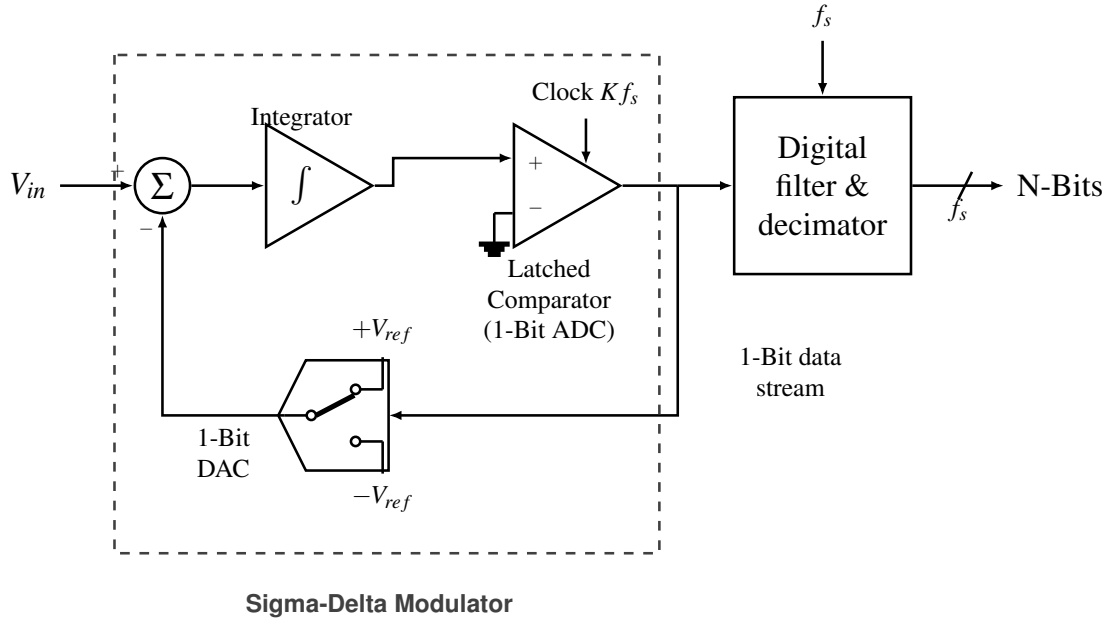 f_s
Clock K f_s
Integrator
Digital
filter &
decimator
V_in
+
Σ
∫
+
−
−
f_s
N-Bits
Latched
Comparator
(1-Bit ADC)
+V_ref
1-Bit data
stream
1-Bit
DAC
−V_ref
Sigma-Delta Modulator